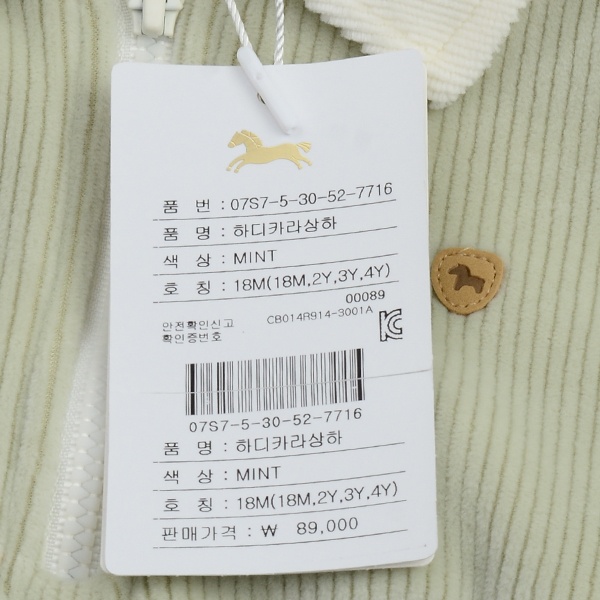 품 번 : 07S7-5-30-52-7716
품 명 : 하디카라상하
색 상 : MINT
호 칭 : 18M(18M,2Y,3Y,4Y)
00089
안전확인신고 CB014R914-3001A
확인증번호
07S7-5-30-52-7716
품 명 : 하디카라상하
색 상 : MINT
호 칭 : 18M(18M,2Y,3Y,4Y)
판매가격 : ₩ 89,000